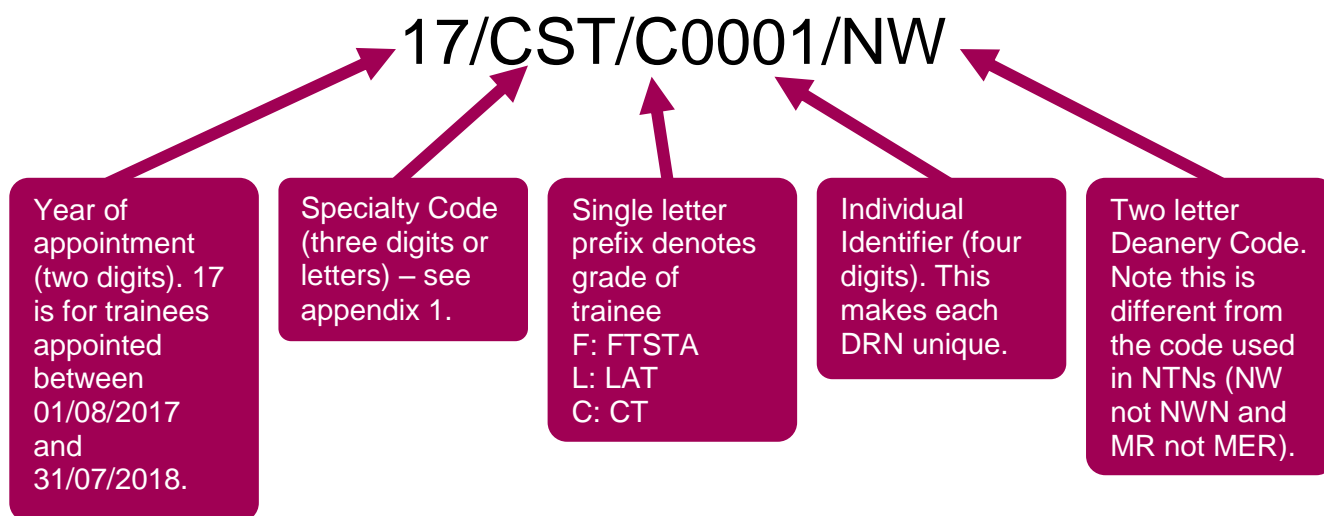 17/CST/C0001/NW
Year of
appointment
(two digits). 17
is for trainees
appointed
between
01/08/2017
and
31/07/2018.
Specialty Code
(three digits or
letters) – see
appendix 1.
Single letter
prefix denotes
grade of
trainee
F: FTSTA
L: LAT
C: CT
Individual
Identifier (four
digits). This
makes each
DRN unique.
Two letter
Deanery Code.
Note this is
different from
the code used
in NTNs (NW
not NWN and
MR not MER).